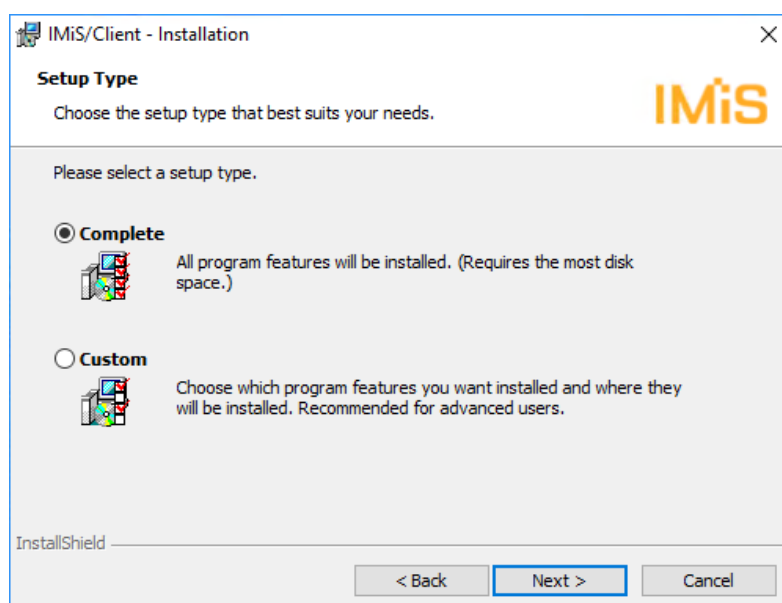 IMiS/Client - Installation
Setup Type
Choose the setup type that best suits your needs.
IMiS
Please select a setup type.
Complete
All program features will be installed. (Requires the most disk
space.)
Custom
Choose which program features you want installed and where they
will be installed. Recommended for advanced users.
InstallShield
< Back
Next >
Cancel